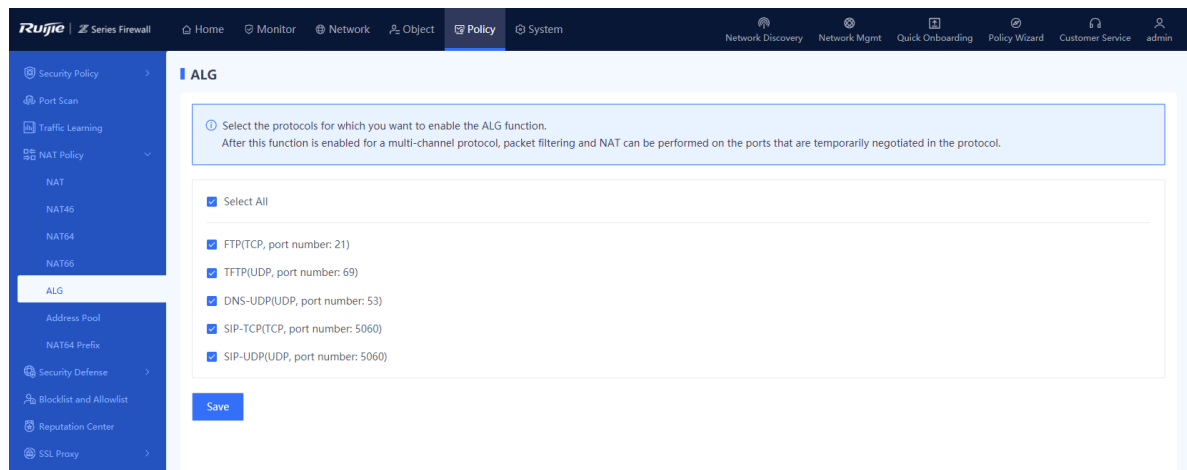 Ruijie | Z Series Firewall
Home
Monitor
Network
Object
Policy
System
Network Discovery
Network Mgmt
Quick Onboarding
Policy Wizard
Customer Service
admin
Security Policy
Port Scan
Traffic Learning
NAT Policy
NAT
NAT46
NAT64
NAT66
ALG
Address Pool
NAT64 Prefix
Security Defense
Blocklist and Allowlist
Reputation Center
SSL Proxy
ALG
Select the protocols for which you want to enable the ALG function.
After this function is enabled for a multi-channel protocol, packet filtering and NAT can be performed on the ports that are temporarily negotiated in the protocol.
Select All
FTP(TCP, port number: 21)
TFTP(UDP, port number: 69)
DNS-UDP(UDP, port number: 53)
SIP-TCP(TCP, port number: 5060)
SIP-UDP(UDP, port number: 5060)
Save